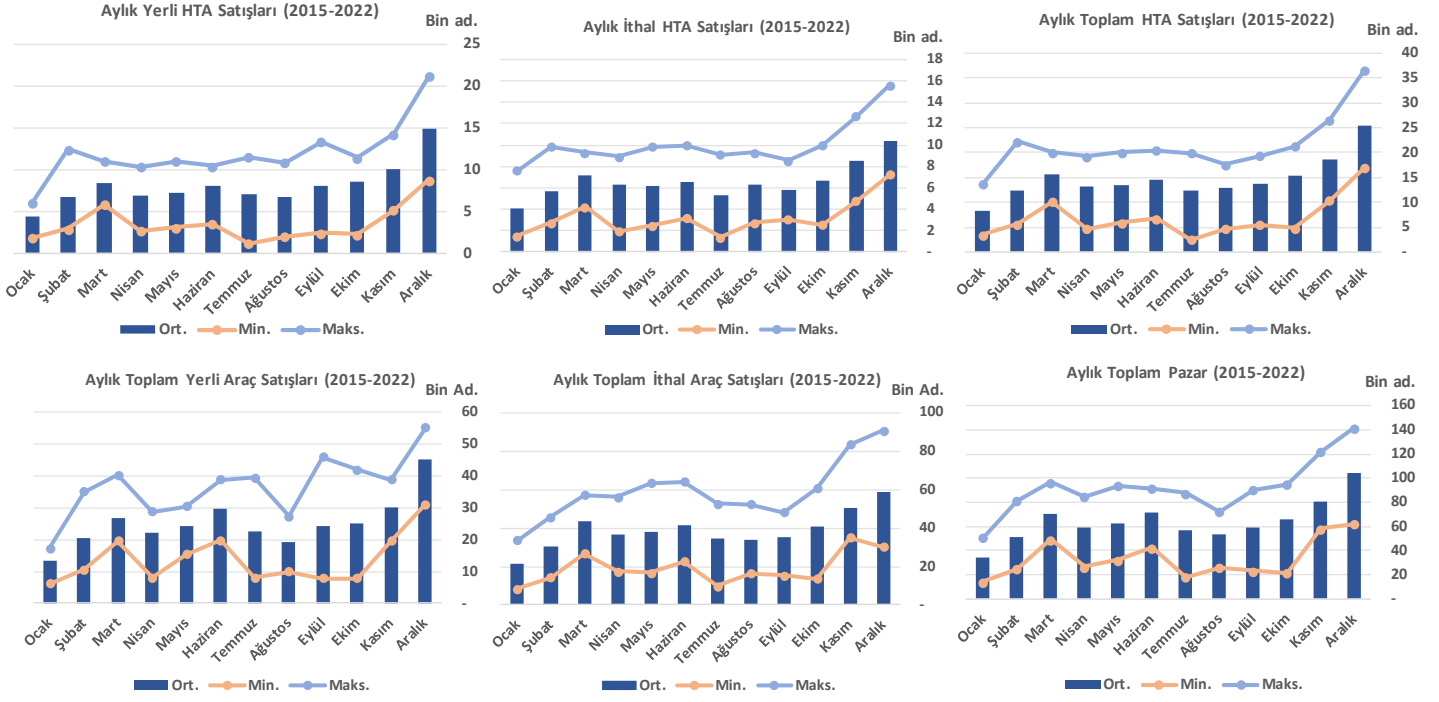 Aylık Yerli HTA Satışları (2015-2022)
Bin ad.
25
20
15
10
5
0
Ocak
Şubat
Mart
Nisan
Mayıs
Haziran
Temmuz
Ağustos
Eylül
Ekim
Kasım
Aralık
Ort. Min. Maks.
Aylık İthal HTA Satışları (2015-2022)
Bin ad.
18
16
14
12
10
8
6
4
2
-
Ocak
Şubat
Mart
Nisan
Mayıs
Haziran
Temmuz
Ağustos
Eylül
Ekim
Kasım
Aralık
Ort. Min. Maks.
Aylık Toplam HTA Satışları (2015-2022)
Bin ad.
40
35
30
25
20
15
10
5
-
Ocak
Şubat
Mart
Nisan
Mayıs
Haziran
Temmuz
Ağustos
Eylül
Ekim
Kasım
Aralık
Ort. Min. Maks.
Aylık Toplam Yerli Araç Satışları (2015-2022)
Bin Ad.
60
50
40
30
20
10
-
Ocak
Şubat
Mart
Nisan
Mayıs
Haziran
Temmuz
Ağustos
Eylül
Ekim
Kasım
Aralık
Ort. Min. Maks.
Aylık Toplam İthal Araç Satışları (2015-2022)
Bin Ad.
100
80
60
40
20
-
Ocak
Şubat
Mart
Nisan
Mayıs
Haziran
Temmuz
Ağustos
Eylül
Ekim
Kasım
Aralık
Ort. Min. Maks.
Aylık Toplam Pazar (2015-2022)
Bin ad.
160
140
120
100
80
60
40
20
-
Ocak
Şubat
Mart
Nisan
Mayıs
Haziran
Temmuz
Ağustos
Eylül
Ekim
Kasım
Aralık
Ort. Min. Maks.